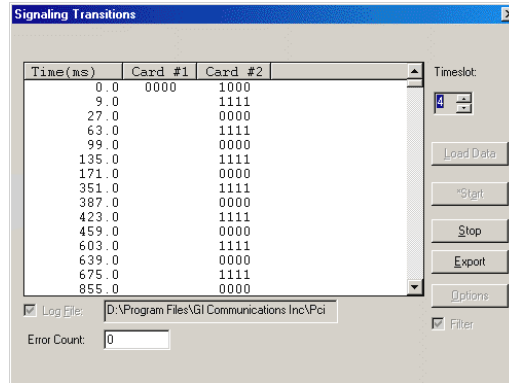 Signaling Transitions
Time(ms) Card #1 Card #2
0.0 0000 1000
9.0 1111
27.0 0000
63.0 1111
99.0 0000
135.0 1111
171.0 0000
351.0 1111
387.0 0000
423.0 1111
459.0 0000
603.0 1111
639.0 0000
675.0 1111
855.0 0000
Timeslot:
4
Load Data
*Start
Stop
Export
Options
Filter
Log File: D:\Program Files\GI Communications Inc\Pci
Error Count: 0